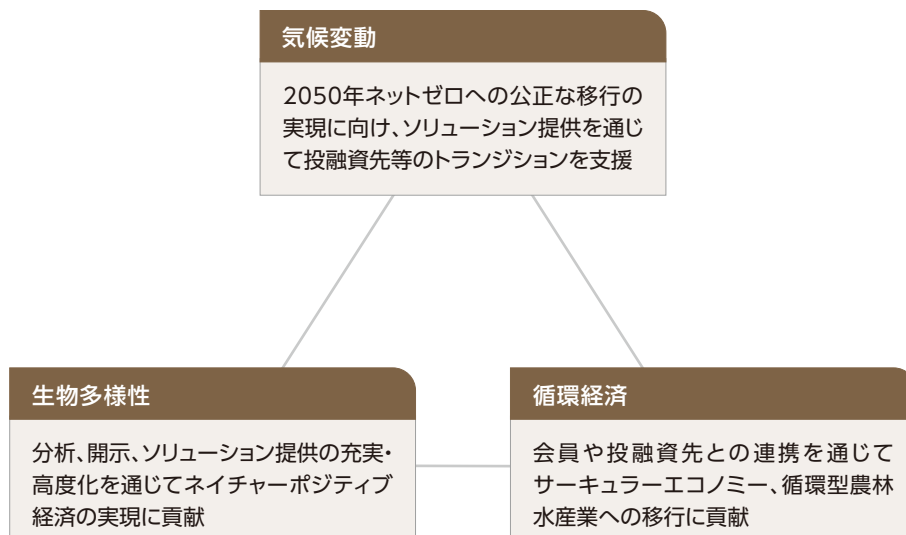 気候変動
2050年ネットゼロへの公正な移行の
実現に向け、ソリューション提供を通じ
て投融資先等のトランジションを支援
生物多様性
分析、開示、ソリューション提供の充実・
高度化を通じてネイチャーポジティブ
経済の実現に貢献
循環経済
会員や投融資先との連携を通じて
サーキュラーエコノミー、循環型農林
水産業への移行に貢献